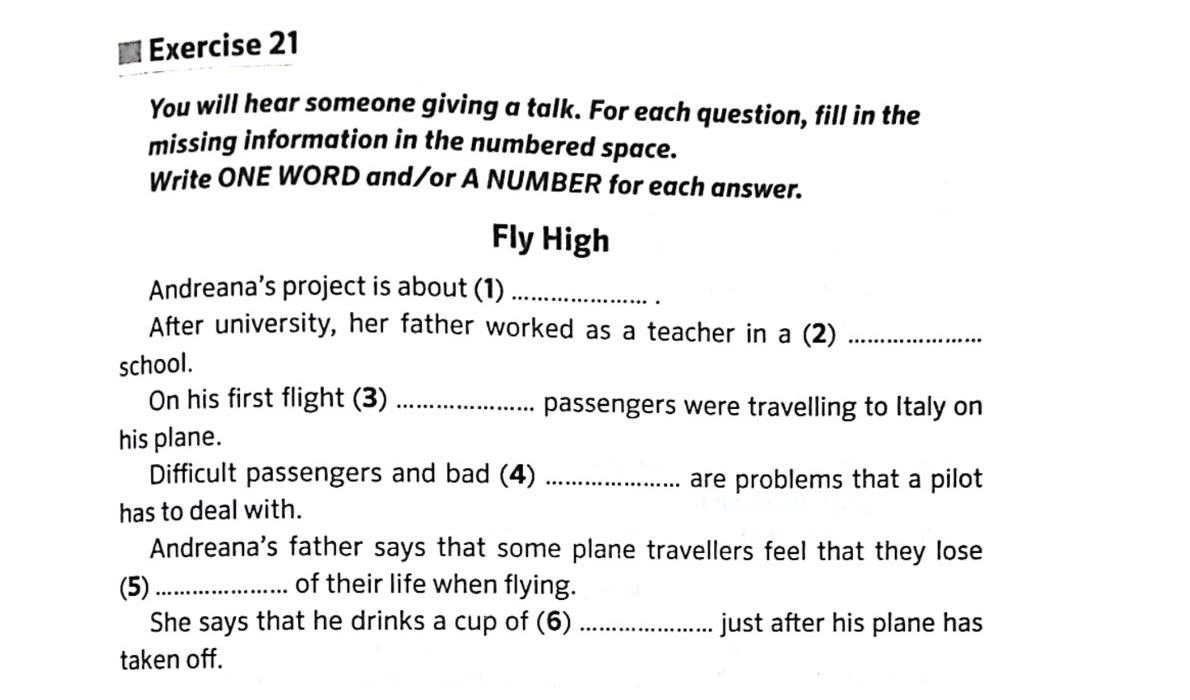 Exercise 21
You will hear someone giving a talk. For each question, fill in the
missing information in the numbered space.
Write ONE WORD and/or A NUMBER for each answer.
Fly High
Andreana's project is about (1) ..................... .
After university, her father worked as a teacher in a (2) .....................
school.
On his first flight (3) ..................... passengers were travelling to Italy on
his plane.
Difficult passengers and bad (4) ..................... are problems that a pilot
has to deal with.
Andreana's father says that some plane travellers feel that they lose
(5) ..................... of their life when flying.
She says that he drinks a cup of (6) ..................... just after his plane has
taken off.